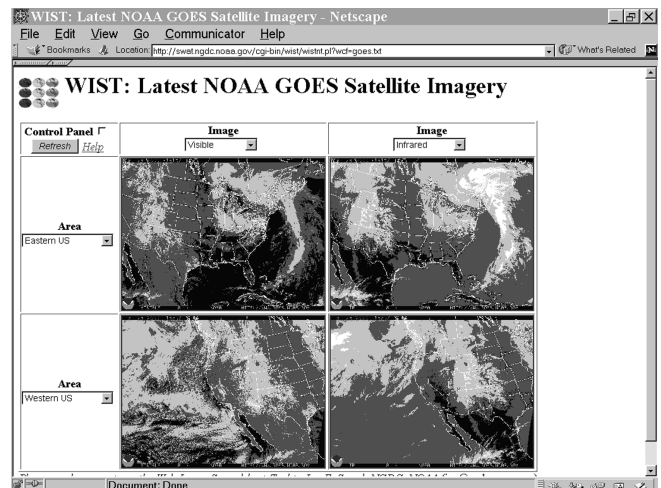 WIST: Latest NOAA GOES Satellite Imagery - Netscape
File Edit View Go Communicator Help
Bookmarks Location: http://swat.ngdc.noaa.gov/cgi-bin/wist/wistnt.pl?wcf=goes.txt What's Related
WIST: Latest NOAA GOES Satellite Imagery
Control Panel
Refresh Help
Image
Visible
Image
Infrared
Area
Eastern US
Area
Western US
Document: Done